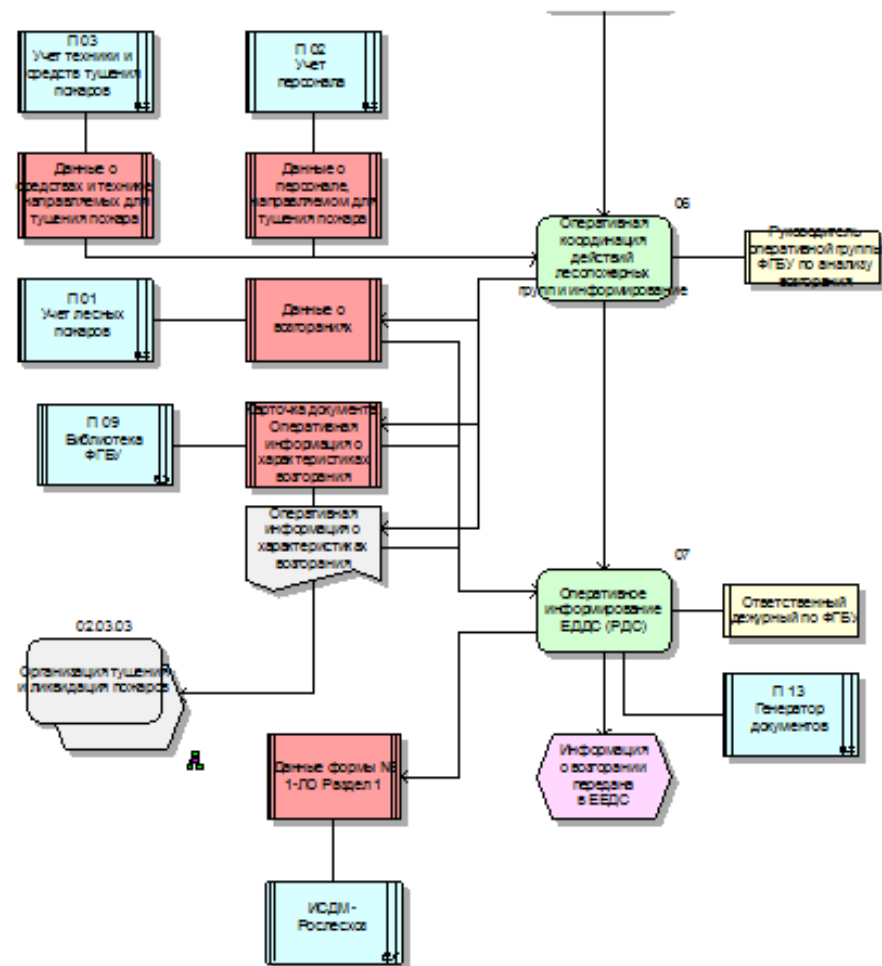 П 03
Учет техники и
средств тушения
пожаров
П 02
Учет
персонала
Данные о
средствах и технике,
направляемых для
тушения пожара
Данные о
персонале,
направляемом для
тушения пожара
06
Оперативная
координация
действий
лесопожарных
групп и информирование
Руководитель
оперативной группы
ФГБУ по анализу
возгорания
П 01
Учет лесных
пожаров
Данные о
возгораниях
П 09
Библиотека
ФГБУ
Карточка документа
Оперативная
информация о
характеристиках
возгорания
Оперативная
информация о
характеристиках
возгорания
07
Оперативное
информирование
ЕДДС (РДС)
Ответственный
дежурный по ФГБУ
02.03.03
Организация тушения
и ликвидация пожаров
П 13
Генератор
документов
Данные формы №
1-ЛО Раздел 1
Информация
о возгорании
передана
в ЕЕДС
ИСДМ -
Рослесхоз